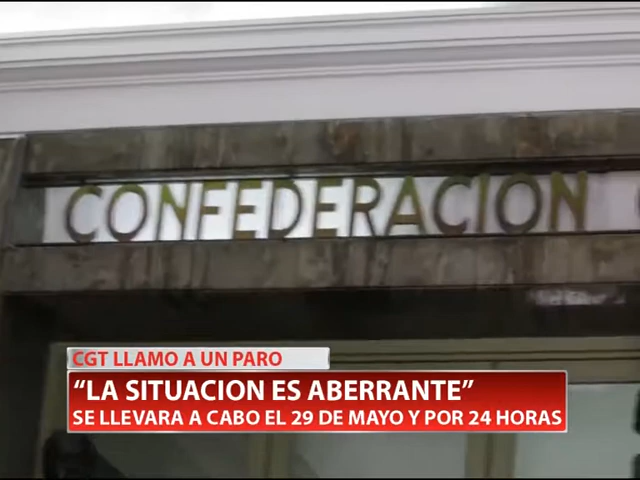 CONFEDERACION
CGT LLAMO A UN PARO
“LA SITUACION ES ABERRANTE”
SE LLEVARA A CABO EL 29 DE MAYO Y POR 24 HORAS